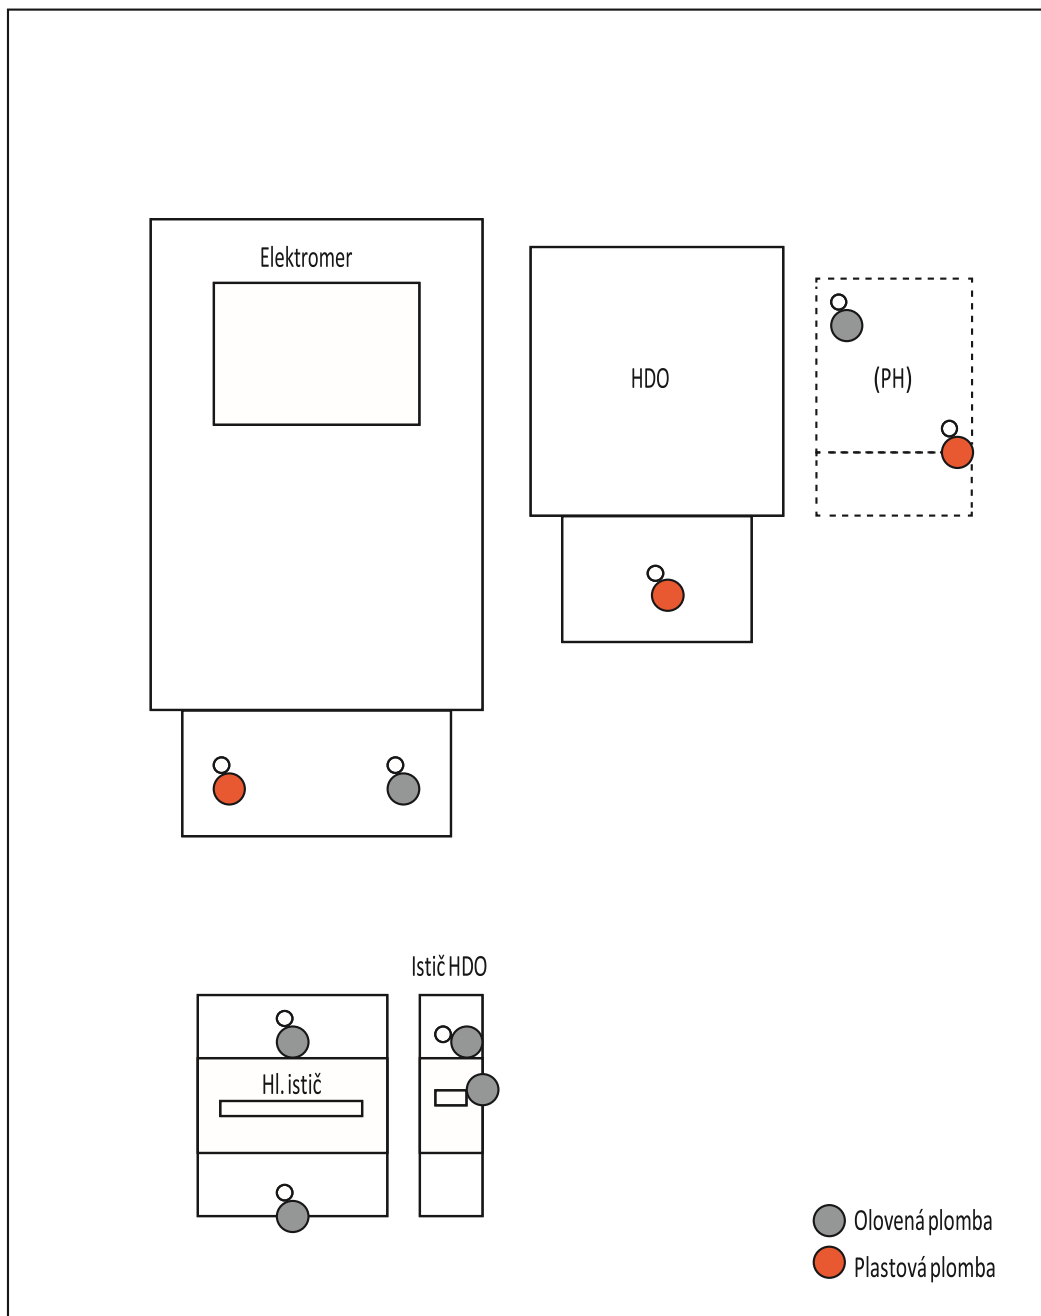 Elektromer
HDO
(PH)
Istič HDO
Hl. istič
Olovená plomba
Plastová plomba